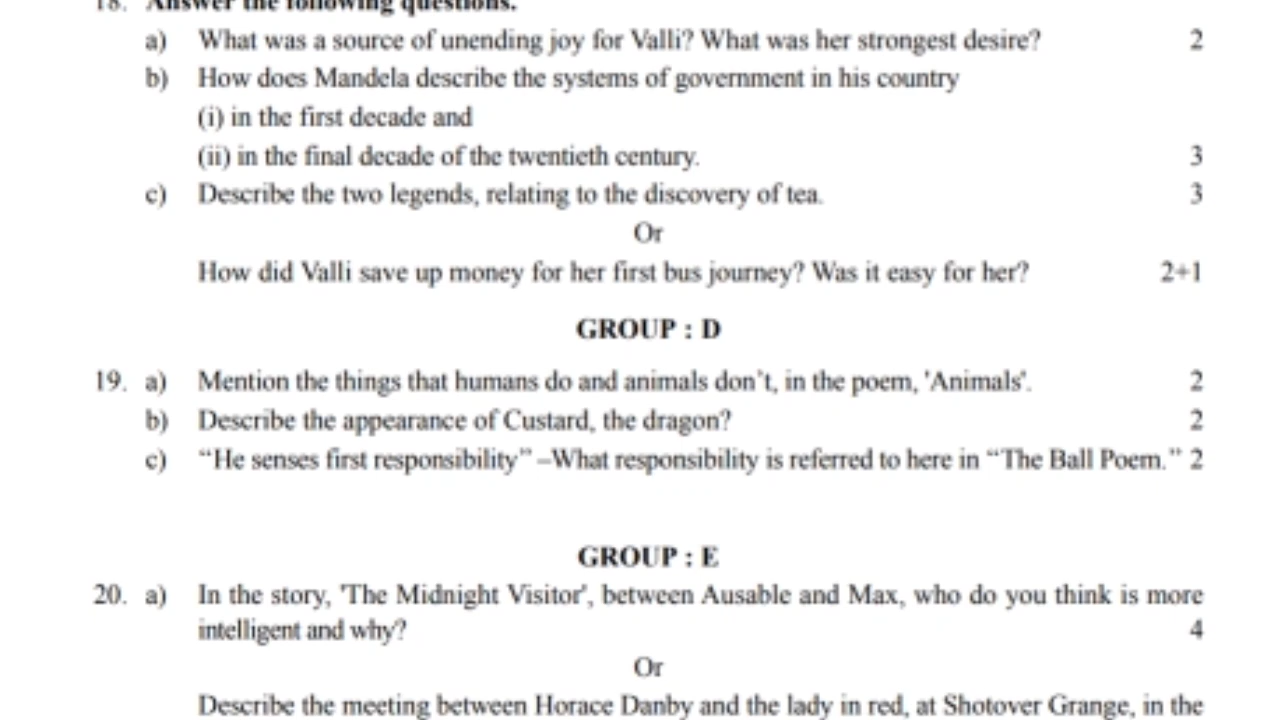 18. Answer the following questions.
a) What was a source of unending joy for Valli? What was her strongest desire? 2
b) How does Mandela describe the systems of government in his country
(i) in the first decade and
(ii) in the final decade of the twentieth century. 3
c) Describe the two legends, relating to the discovery of tea. 3
Or
How did Valli save up money for her first bus journey? Was it easy for her? 2+1
GROUP : D
19. a) Mention the things that humans do and animals don't, in the poem, 'Animals'. 2
b) Describe the appearance of Custard, the dragon? 2
c) “He senses first responsibility” –What responsibility is referred to here in “The Ball Poem.” 2
GROUP : E
20. a) In the story, 'The Midnight Visitor', between Ausable and Max, who do you think is more
intelligent and why? 4
Or
Describe the meeting between Horace Danby and the lady in red, at Shotover Grange, in the